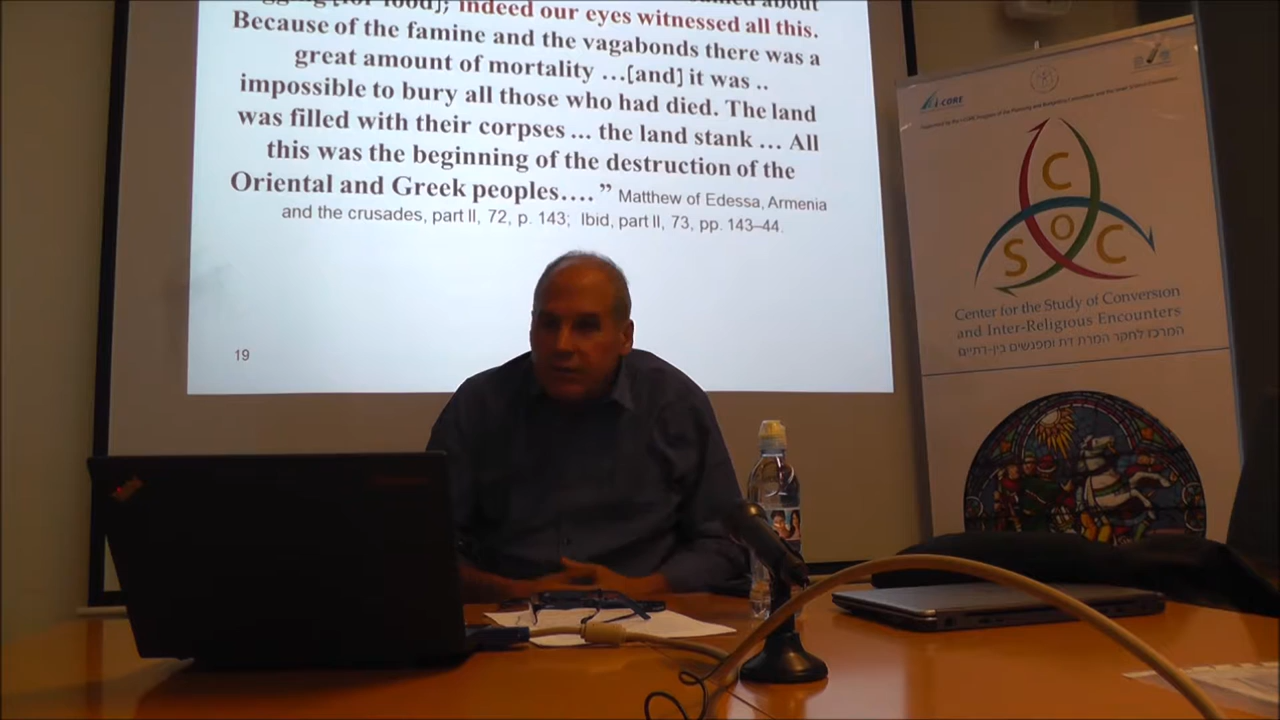 indeed our eyes witnessed all this.
Because of the famine and the vagabonds there was a
great amount of mortality …[and] it was ..
impossible to bury all those who had died. The land
was filled with their corpses … the land stank … All
this was the beginning of the destruction of the
Oriental and Greek peoples…. ” Matthew of Edessa, Armenia
and the crusades, part II, 72, p. 143; Ibid, part II, 73, pp. 143–44.
19
I-CORE
C
S O C
Center for the Study of Conversion
and Inter-Religious Encounters
המרכז לחקר המרת דת ומפגשים בין-דתיים